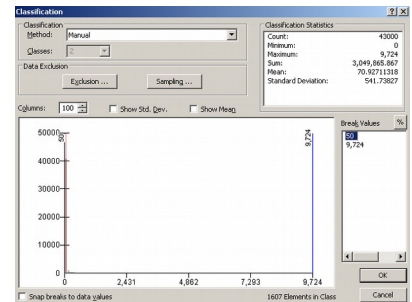 Classification
Classification
Method: Manual
Classes: 2
Data Exclusion
Exclusion ... Sampling ...
Classification Statistics
Count: 43000
Minimum: 0
Maximum: 9,724
Sum: 3,049,865.867
Mean: 70.92711318
Standard Deviation: 541.73827
Columns: 100 Show Std. Dev. Show Mean
Break Values %
50
9,724
50000
40000
30000
20000
10000
0
50
9,724
0 2,431 4,862 7,293 9,724
OK
Snap breaks to data values 1607 Elements in Class Cancel